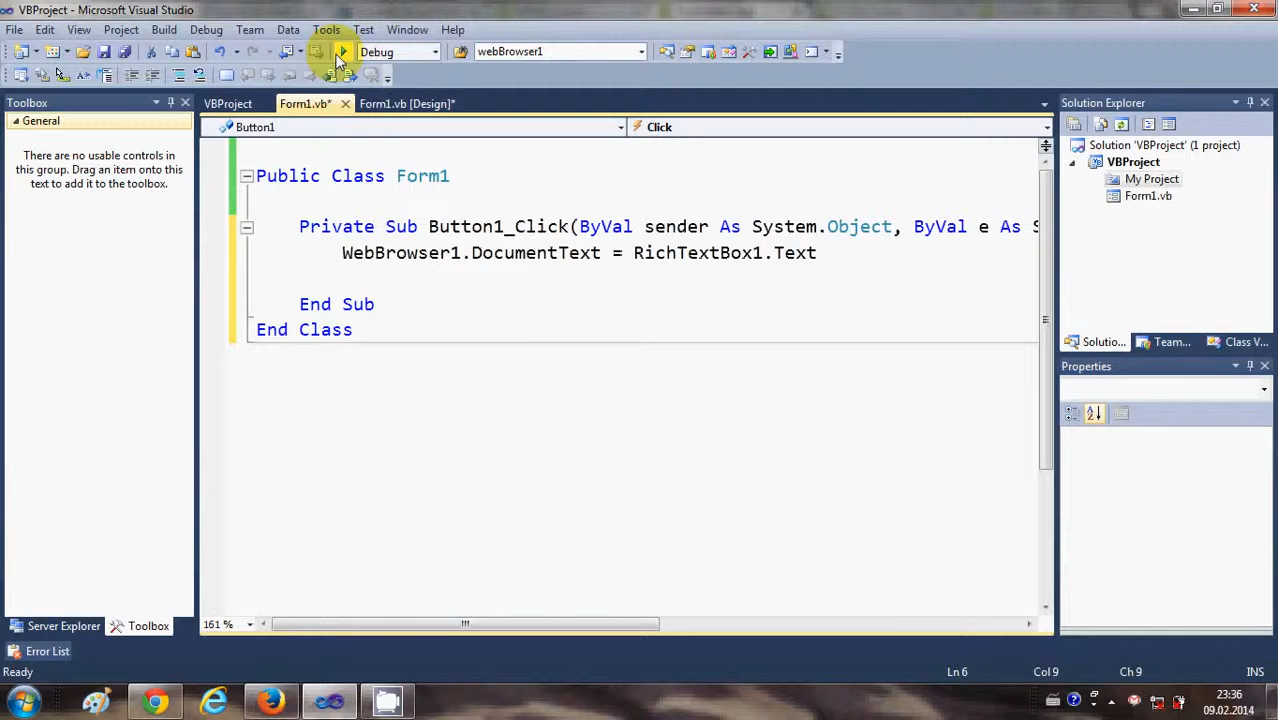 VBProject - Microsoft Visual Studio
File Edit View Project Build Debug Team Data Tools Test Window Help
Debug webBrowser1
Toolbox
VBProject Form1.vb* Form1.vb [Design]*
Solution Explorer
General
Button1 Click
There are no usable controls in
this group. Drag an item onto this
text to add it to the toolbox.
Public Class Form1
Private Sub Button1_Click(ByVal sender As System.Object, ByVal e As S
WebBrowser1.DocumentText = RichTextBox1.Text
End Sub
End Class
Solution 'VBProject' (1 project)
VBProject
My Project
Form1.vb
Solutio... Team... Class V...
Properties
161 %
Server Explorer Toolbox
Error List
Ready Ln 6 Col 9 Ch 9 INS
23:36
09.02.2014